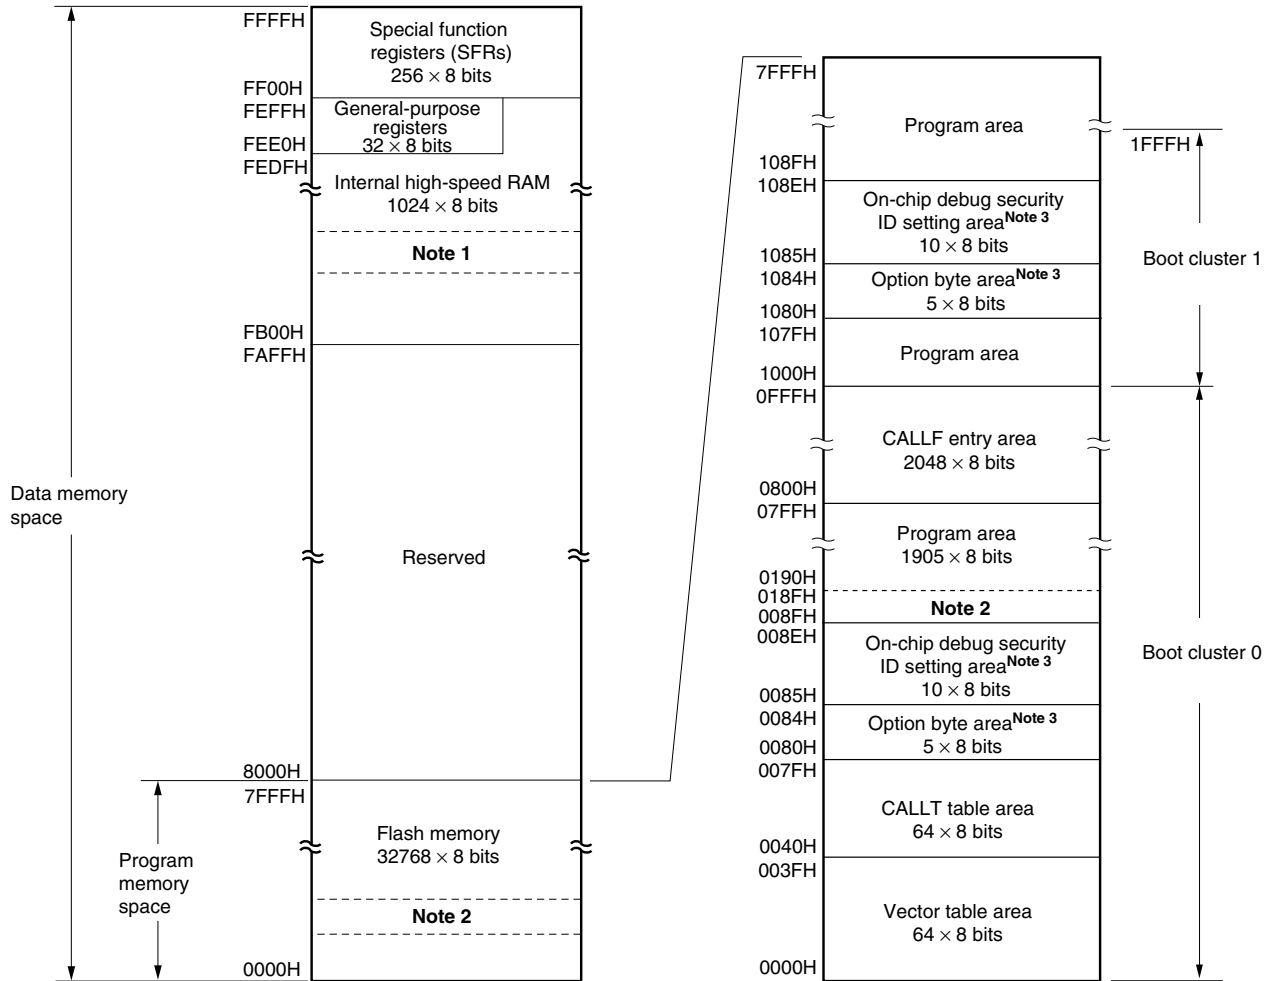 FFFFH
Special function
registers (SFRs)
256 × 8 bits
FF00H
FEFFH
General-purpose
registers
32 × 8 bits
FEE0H
FEDFH
Internal high-speed RAM
1024 × 8 bits
Note 1
FB00H
FAFFH
Data memory
space
Reserved
8000H
7FFFH
Flash memory
32768 × 8 bits
Program
memory
space
Note 2
0000H
7FFFH
Program area
1FFFH
108FH
108EH
On-chip debug security
ID setting areaNote 3
10 × 8 bits
1085H
Boot cluster 1
1084H
Option byte areaNote 3
5 × 8 bits
1080H
107FH
Program area
1000H
0FFFH
CALLF entry area
2048 × 8 bits
0800H
07FFH
Program area
1905 × 8 bits
0190H
018FH
Note 2
008FH
008EH
On-chip debug security
ID setting areaNote 3
10 × 8 bits
Boot cluster 0
0085H
0084H
Option byte areaNote 3
5 × 8 bits
0080H
007FH
CALLT table area
64 × 8 bits
0040H
003FH
Vector table area
64 × 8 bits
0000H